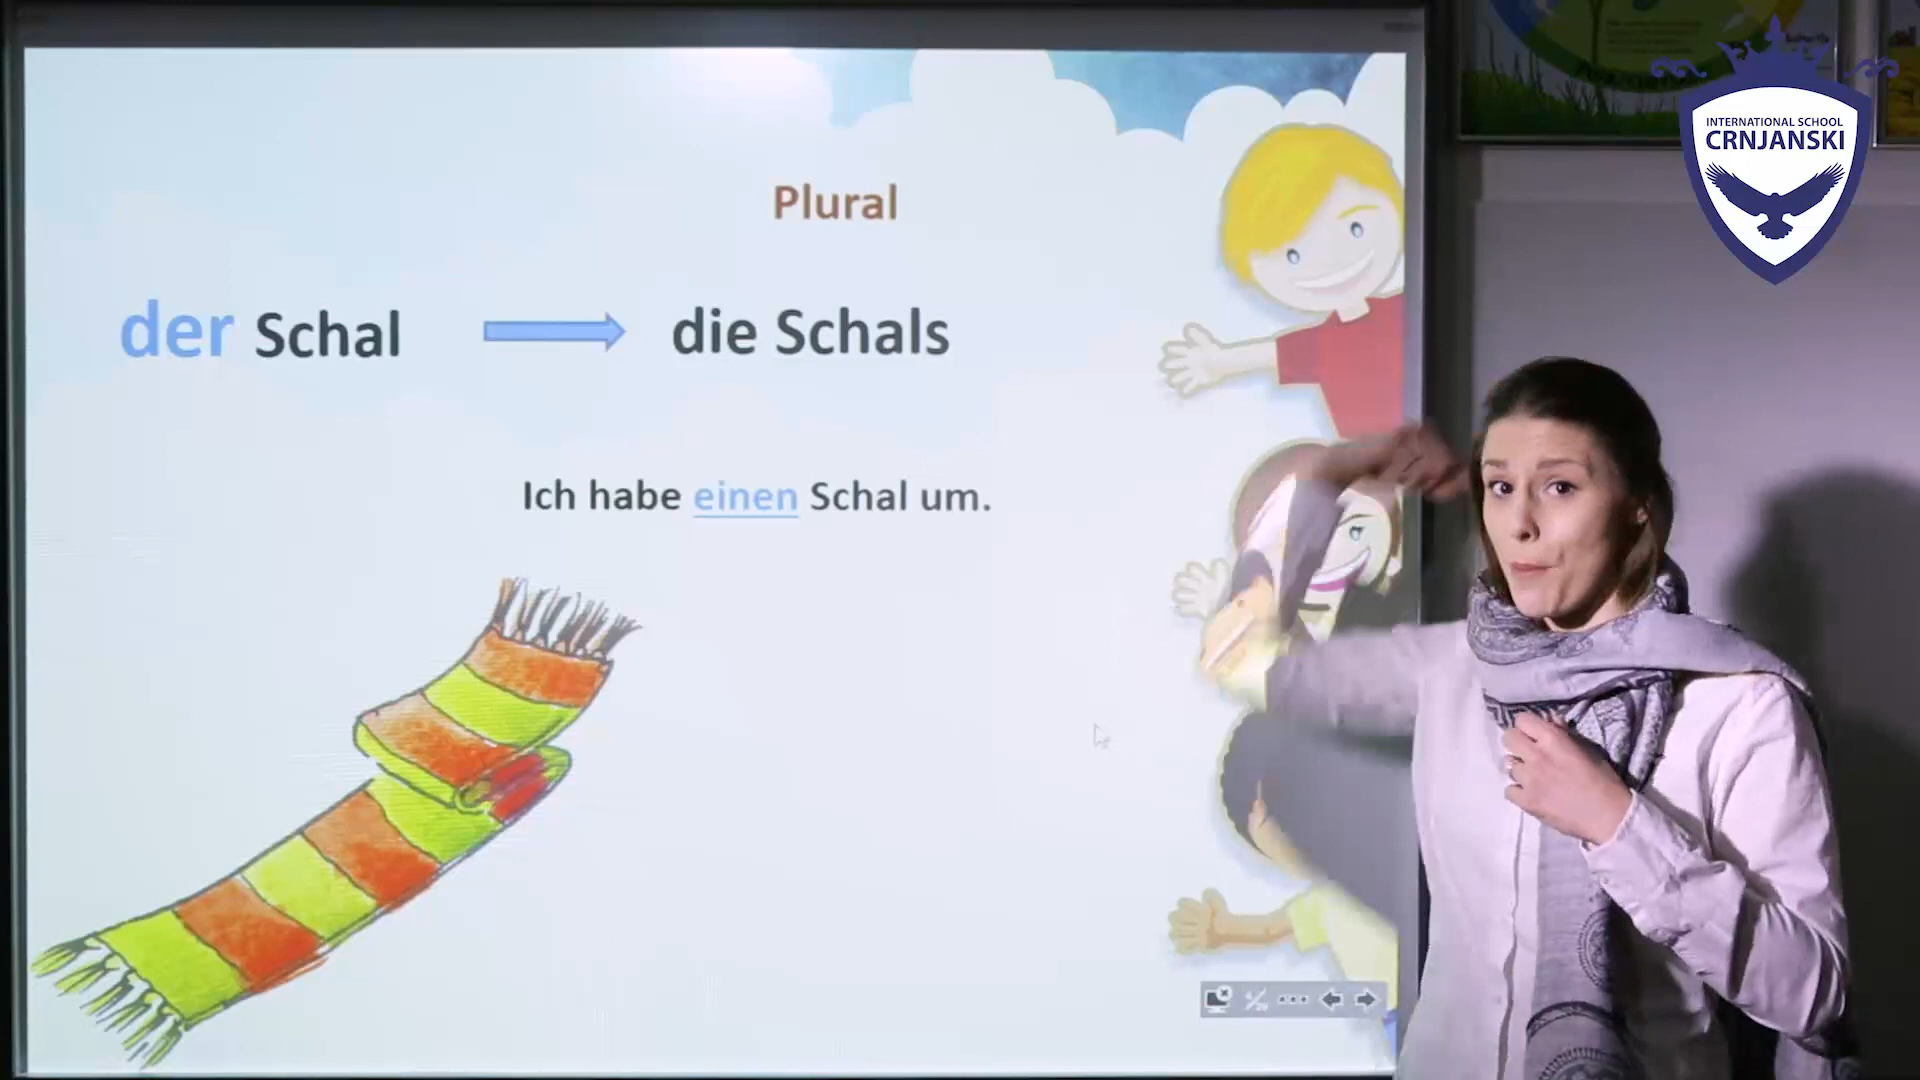 Plural
der Schal
die Schals
Ich habe einen Schal um.
INTERNATIONAL SCHOOL
CRNJANSKI